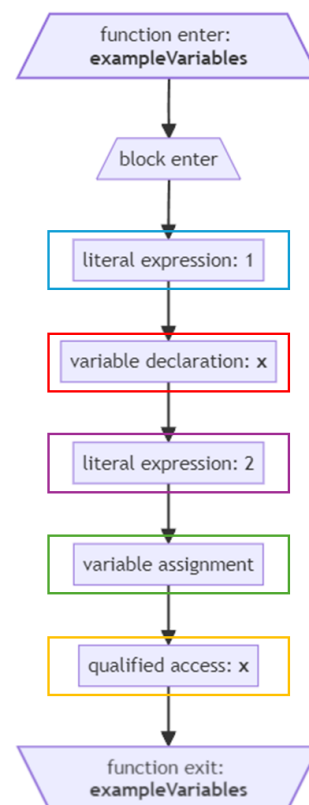 function enter:
exampleVariables
block enter
literal expression: 1
variable declaration: x
literal expression: 2
variable assignment
qualified access: x
function exit:
exampleVariables